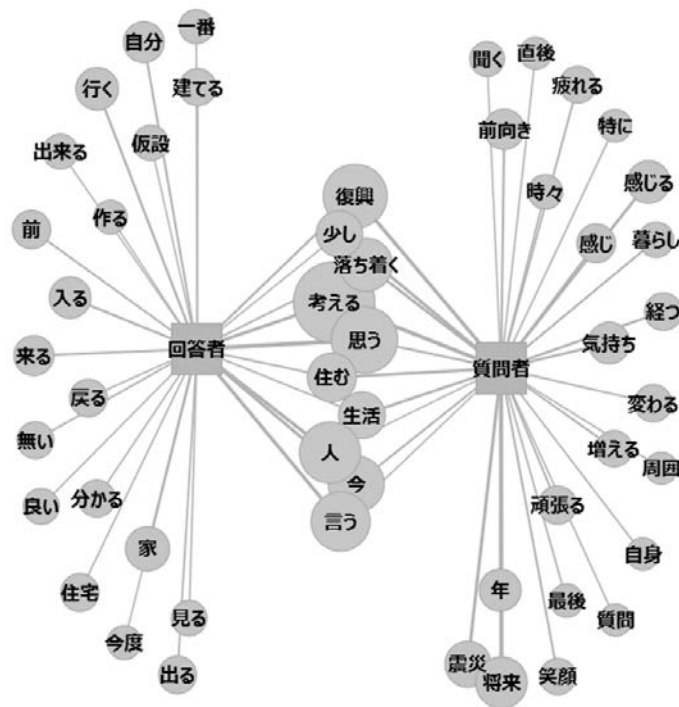 一番
自分
建てる
行く
仮設
出来る
作る
前
入る
回答者
来る
戻る
無い
良い
分かる
家
住宅
今度
見る
出る
復興
少し
落ち着く
考える
思う
住む
生活
人
今
言う
聞く
直後
疲れる
前向き
特に
時々
感じる
感じ
暮らし
経つ
気持ち
質問者
変わる
増える
周囲
頑張る
自身
年
最後
質問
震災
将来
笑顔